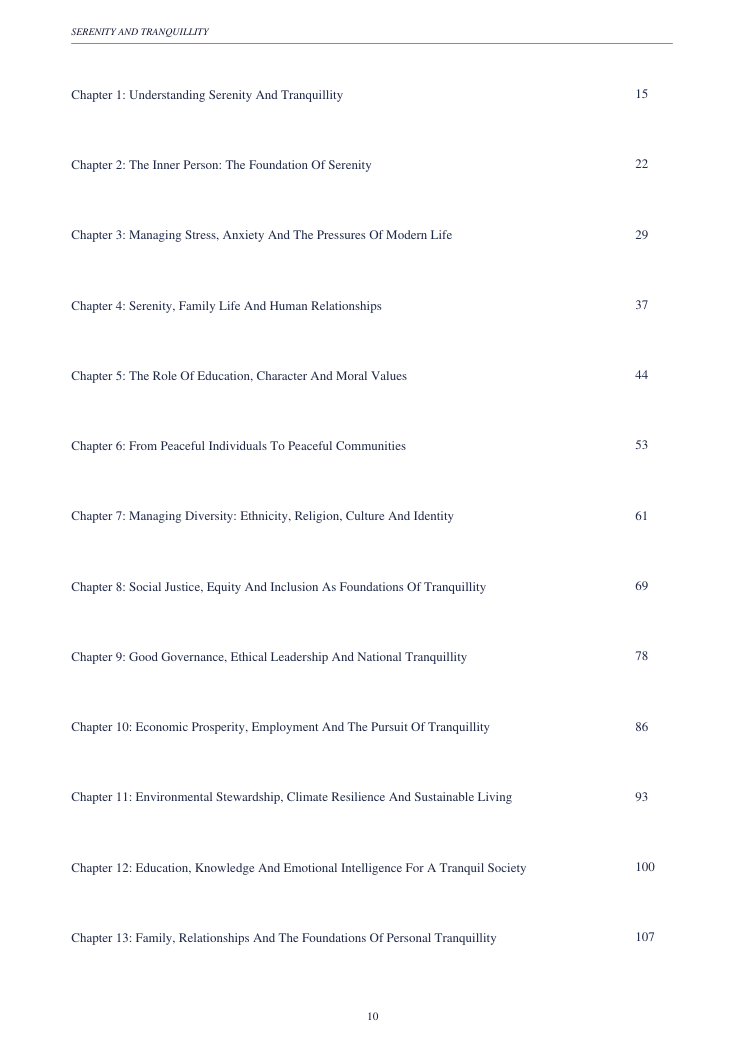 SERENITY AND TRANQUILLITY
Chapter 1: Understanding Serenity And Tranquillity 15
Chapter 2: The Inner Person: The Foundation Of Serenity 22
Chapter 3: Managing Stress, Anxiety And The Pressures Of Modern Life 29
Chapter 4: Serenity, Family Life And Human Relationships 37
Chapter 5: The Role Of Education, Character And Moral Values 44
Chapter 6: From Peaceful Individuals To Peaceful Communities 53
Chapter 7: Managing Diversity: Ethnicity, Religion, Culture And Identity 61
Chapter 8: Social Justice, Equity And Inclusion As Foundations Of Tranquillity 69
Chapter 9: Good Governance, Ethical Leadership And National Tranquillity 78
Chapter 10: Economic Prosperity, Employment And The Pursuit Of Tranquillity 86
Chapter 11: Environmental Stewardship, Climate Resilience And Sustainable Living 93
Chapter 12: Education, Knowledge And Emotional Intelligence For A Tranquil Society 100
Chapter 13: Family, Relationships And The Foundations Of Personal Tranquillity 107
10